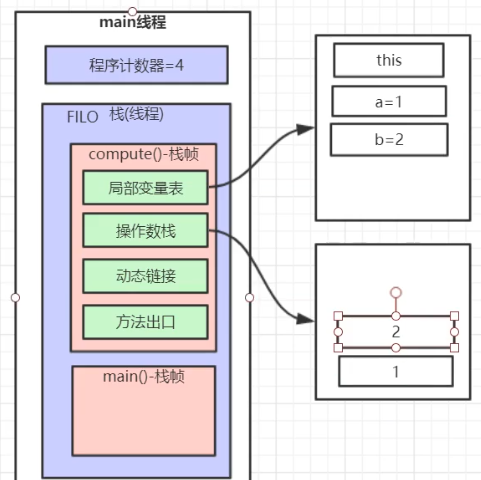 main线程
程序计数器=4
FILO 栈(线程)
compute()-栈帧
局部变量表
操作数栈
动态链接
方法出口
main()-栈帧
this
a=1
b=2
2
1